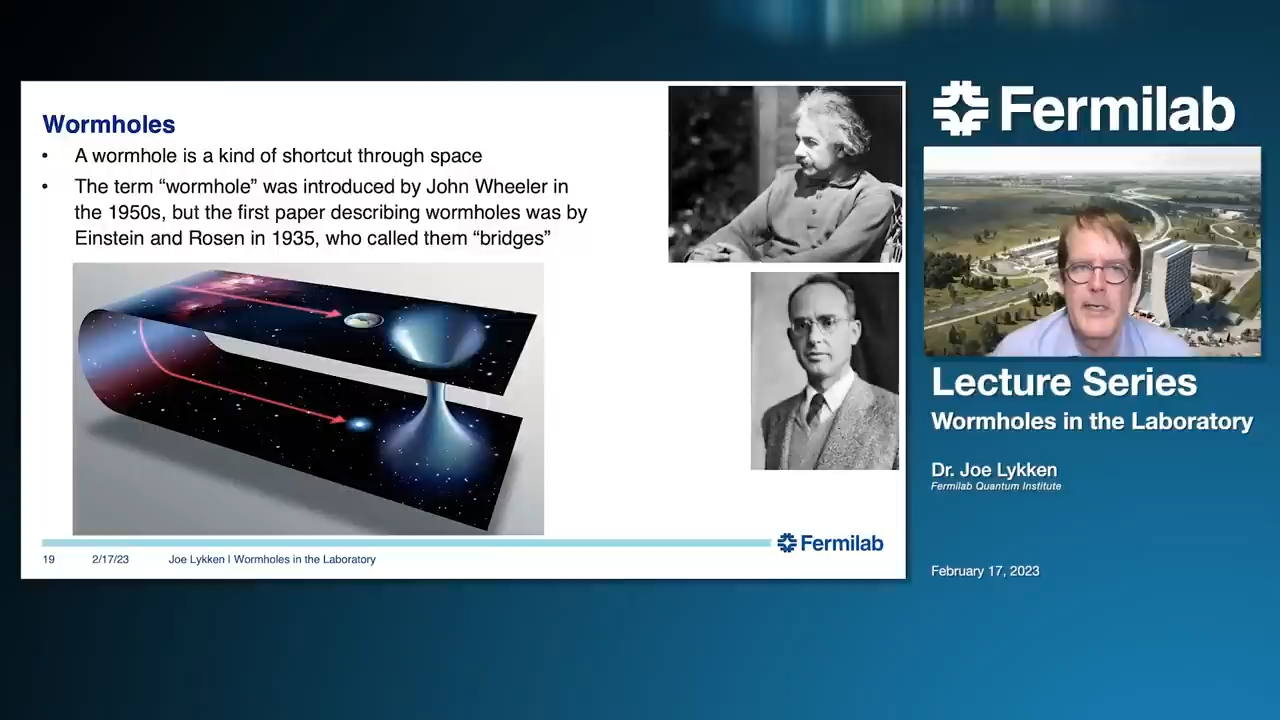 Wormholes
• A wormhole is a kind of shortcut through space
• The term “wormhole” was introduced by John Wheeler in
the 1950s, but the first paper describing wormholes was by
Einstein and Rosen in 1935, who called them “bridges”
Fermilab
19 2/17/23 Joe Lykken | Wormholes in the Laboratory
Fermilab
Lecture Series
Wormholes in the Laboratory
Dr. Joe Lykken
Fermilab Quantum Institute
February 17, 2023